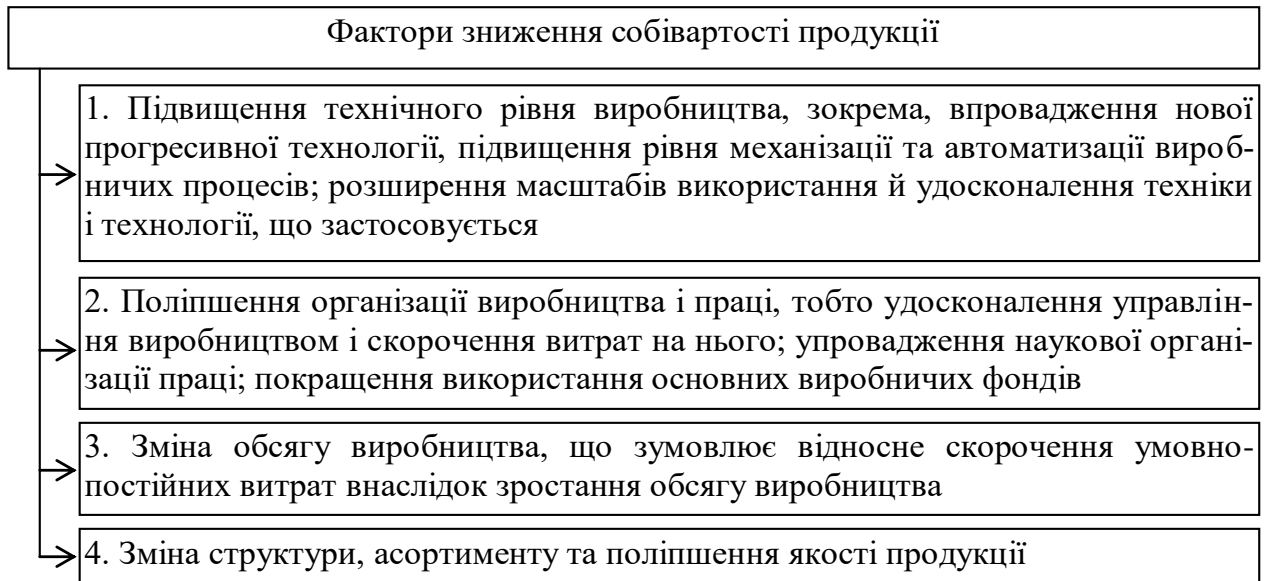 Фактори зниження собівартості продукції
1. Підвищення технічного рівня виробництва, зокрема, впровадження нової
прогресивної технології, підвищення рівня механізації та автоматизації вироб-
ничих процесів; розширення масштабів використання й удосконалення техніки
і технології, що застосовується
2. Поліпшення організації виробництва і праці, тобто удосконалення управлін-
ня виробництвом і скорочення витрат на нього; упровадження наукової органі-
зації праці; покращення використання основних виробничих фондів
3. Зміна обсягу виробництва, що зумовлює відносне скорочення умовно-
постійних витрат внаслідок зростання обсягу виробництва
4. Зміна структури, асортименту та поліпшення якості продукції